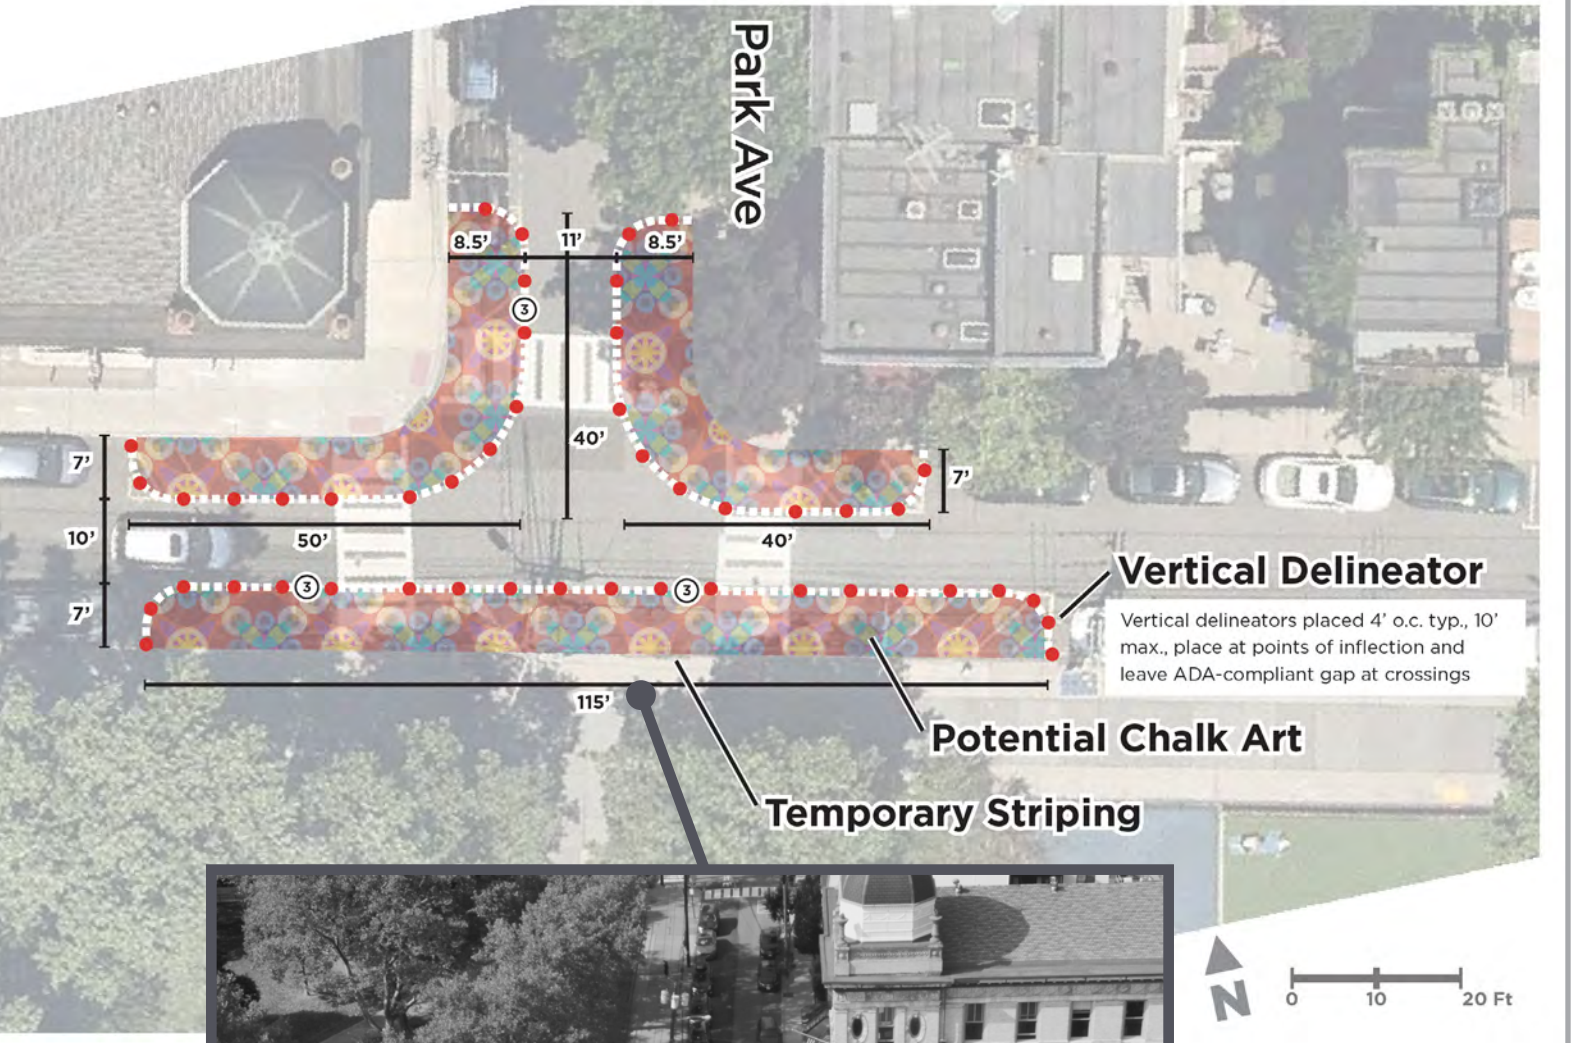 Park Ave
8.5'
11'
8.5'
3
40'
7'
7'
10'
50'
40'
3
3
7'
115'
Vertical Delineator
Vertical delineators placed 4' o.c. typ., 10'
max., place at points of inflection and
leave ADA-compliant gap at crossings
Potential Chalk Art
Temporary Striping
N
0 10 20 Ft